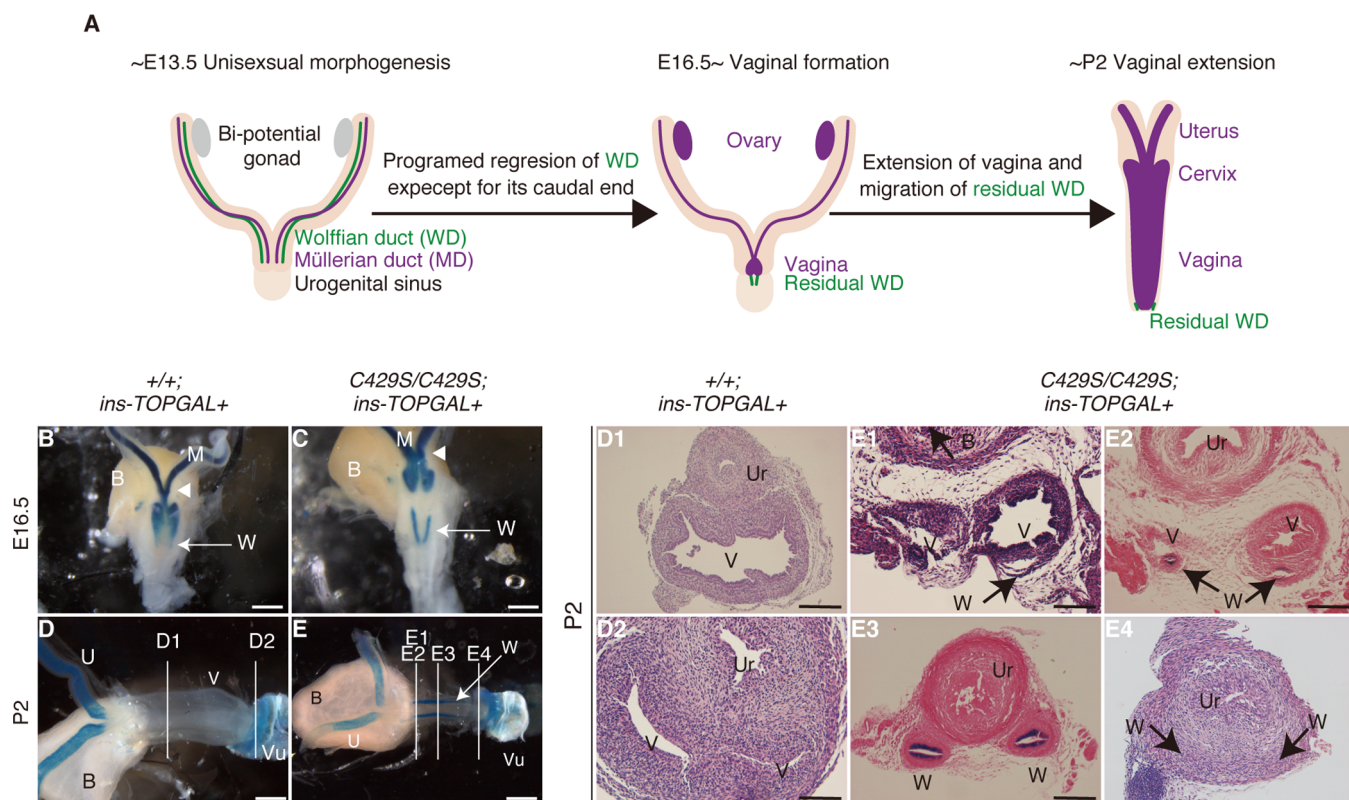 A
~E13.5 Unisexsual morphogenesis
E16.5~ Vaginal formation
~P2 Vaginal extension
Bi-potential
gonad
Programed regresion of WD
expecept for its caudal end
Wolffian duct (WD)
Müllerian duct (MD)
Urogenital sinus
Ovary
Vagina
Residual WD
Extension of vagina and
migration of residual WD
Uterus
Cervix
Vagina
Residual WD
+/+;
ins-TOPGAL+
C429S/C429S;
ins-TOPGAL+
+/+;
ins-TOPGAL+
C429S/C429S;
ins-TOPGAL+
E16.5
B
B
M
W
C
B
M
W
P2
D
U
D1
V
D2
B
Vu
E
B
U
E1
E2
E3
E4
W
Vu
P2
D1
Ur
V
E1
B
V
V
W
E2
Ur
V
V
W
D2
Ur
V
V
E3
Ur
W
W
E4
Ur
W
W